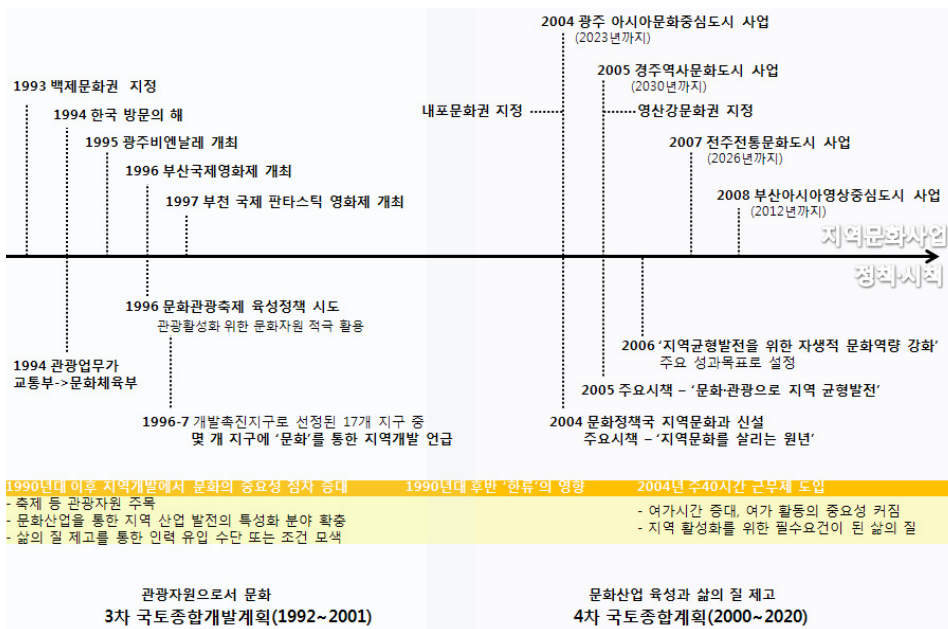 2004 광주 아시아문화중심도시 사업
(2023년까지)
2005 경주역사문화도시 사업
(2030년까지)
1993 백제문화권 지정
내포문화권 지정
영산강문화권 지정
1994 한국 방문의 해
1995 광주비엔날레 개최
2007 전주전통문화도시 사업
(2026년까지)
1996 부산국제영화제 개최
1997 부천 국제 판타스틱 영화제 개최
2008 부산아시아영상중심도시 사업
(2012년까지)
지역문화사업
정책·시책
1996 문화관광축제 육성정책 시도
관광활성화 위한 문화자원 적극 활용
2006 ‘지역균형발전을 위한 자생적 문화역량 강화’
주요 성과목표로 설정
1994 관광업무가
교통부->문화체육부
2005 주요시책 – ‘문화·관광으로 지역 균형발전’
1996-7 개발촉진지구로 선정된 17개 지구 중
몇 개 지구에 ‘문화’를 통한 지역개발 언급
2004 문화정책국 지역문화과 신설
주요시책 – ‘지역문화를 살리는 원년’
1990년대 이후 지역개발에서 문화의 중요성 점차 증대
1990년대 후반 ‘한류’의 영향
2004년 주40시간 근무제 도입
- 축제 등 관광자원 주목
- 문화산업을 통한 지역 산업 발전의 특성화 분야 확충
- 삶의 질 제고를 통한 인력 유입 수단 또는 조건 모색
- 여가시간 증대, 여가 활동의 중요성 커짐
- 지역 활성화를 위한 필수요건이 된 삶의 질
관광자원으로서 문화
3차 국토종합개발계획(1992~2001)
문화산업 육성과 삶의 질 제고
4차 국토종합계획(2000~2020)